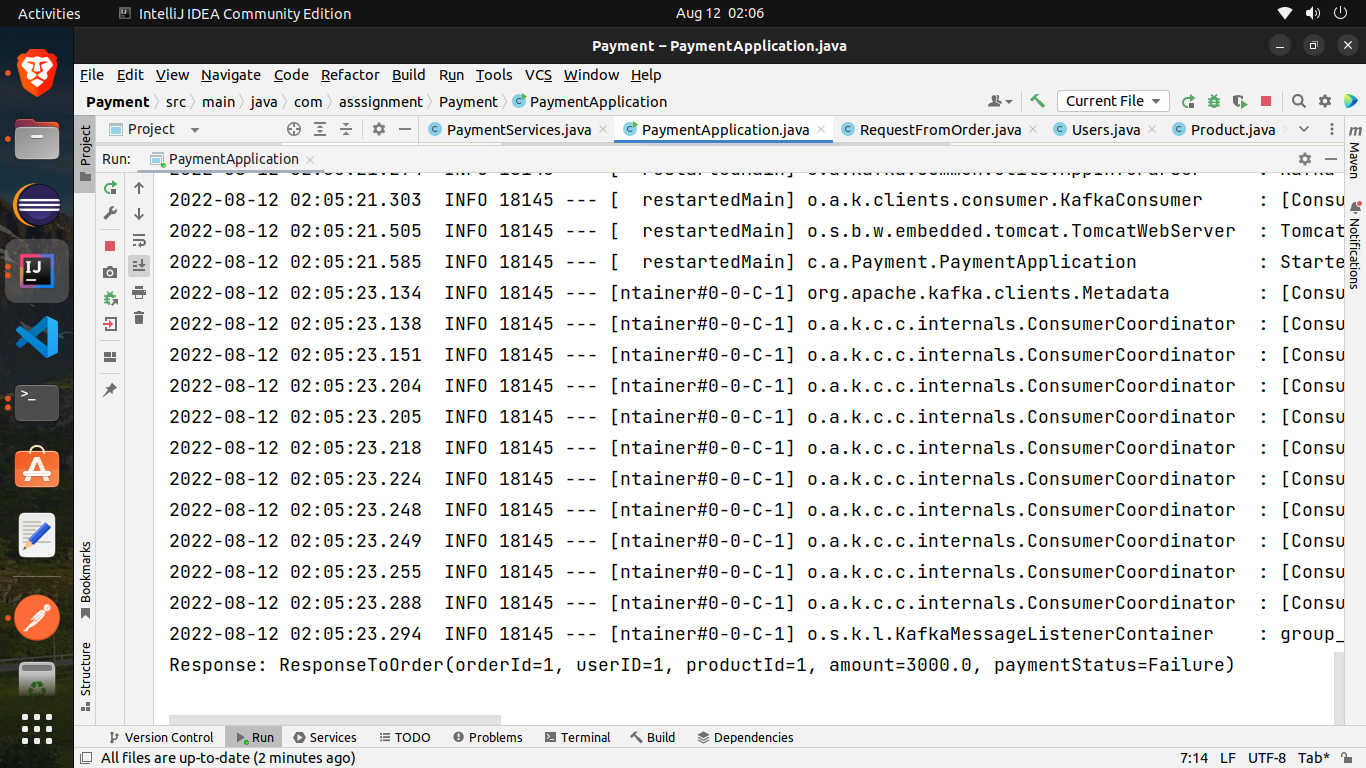 Activities IntelliJ IDEA Community Edition Aug 12 02:06
Payment – PaymentApplication.java
File Edit View Navigate Code Refactor Build Run Tools VCS Window Help
Payment src main java com asssignment Payment PaymentApplication Current File
Project Project PaymentServices.java PaymentApplication.java RequestFromOrder.java Users.java Product.java
Maven
Notifications
Run: PaymentApplication
2022-08-12 02:05:21.303 INFO 18145 --- [ restartedMain] o.a.k.clients.consumer.KafkaConsumer : [Consu
2022-08-12 02:05:21.505 INFO 18145 --- [ restartedMain] o.s.b.w.embedded.tomcat.TomcatWebServer : Tomcat
2022-08-12 02:05:21.585 INFO 18145 --- [ restartedMain] c.a.Payment.PaymentApplication : Starte
2022-08-12 02:05:23.134 INFO 18145 --- [ntainer#0-0-C-1] org.apache.kafka.clients.Metadata : [Consu
2022-08-12 02:05:23.138 INFO 18145 --- [ntainer#0-0-C-1] o.a.k.c.c.internals.ConsumerCoordinator : [Consu
2022-08-12 02:05:23.151 INFO 18145 --- [ntainer#0-0-C-1] o.a.k.c.c.internals.ConsumerCoordinator : [Consu
2022-08-12 02:05:23.204 INFO 18145 --- [ntainer#0-0-C-1] o.a.k.c.c.internals.ConsumerCoordinator : [Consu
2022-08-12 02:05:23.205 INFO 18145 --- [ntainer#0-0-C-1] o.a.k.c.c.internals.ConsumerCoordinator : [Consu
2022-08-12 02:05:23.218 INFO 18145 --- [ntainer#0-0-C-1] o.a.k.c.c.internals.ConsumerCoordinator : [Consu
2022-08-12 02:05:23.224 INFO 18145 --- [ntainer#0-0-C-1] o.a.k.c.c.internals.ConsumerCoordinator : [Consu
2022-08-12 02:05:23.248 INFO 18145 --- [ntainer#0-0-C-1] o.a.k.c.c.internals.ConsumerCoordinator : [Consu
2022-08-12 02:05:23.249 INFO 18145 --- [ntainer#0-0-C-1] o.a.k.c.c.internals.ConsumerCoordinator : [Consu
2022-08-12 02:05:23.255 INFO 18145 --- [ntainer#0-0-C-1] o.a.k.c.c.internals.ConsumerCoordinator : [Consu
2022-08-12 02:05:23.288 INFO 18145 --- [ntainer#0-0-C-1] o.a.k.c.c.internals.ConsumerCoordinator : [Consu
2022-08-12 02:05:23.294 INFO 18145 --- [ntainer#0-0-C-1] o.s.k.l.KafkaMessageListenerContainer : group_
Response: ResponseToOrder(orderId=1, userID=1, productId=1, amount=3000.0, paymentStatus=Failure)
Bookmarks
Structure
Version Control Run Services TODO Problems Terminal Build Dependencies
All files are up-to-date (2 minutes ago) 7:14 LF UTF-8 Tab*